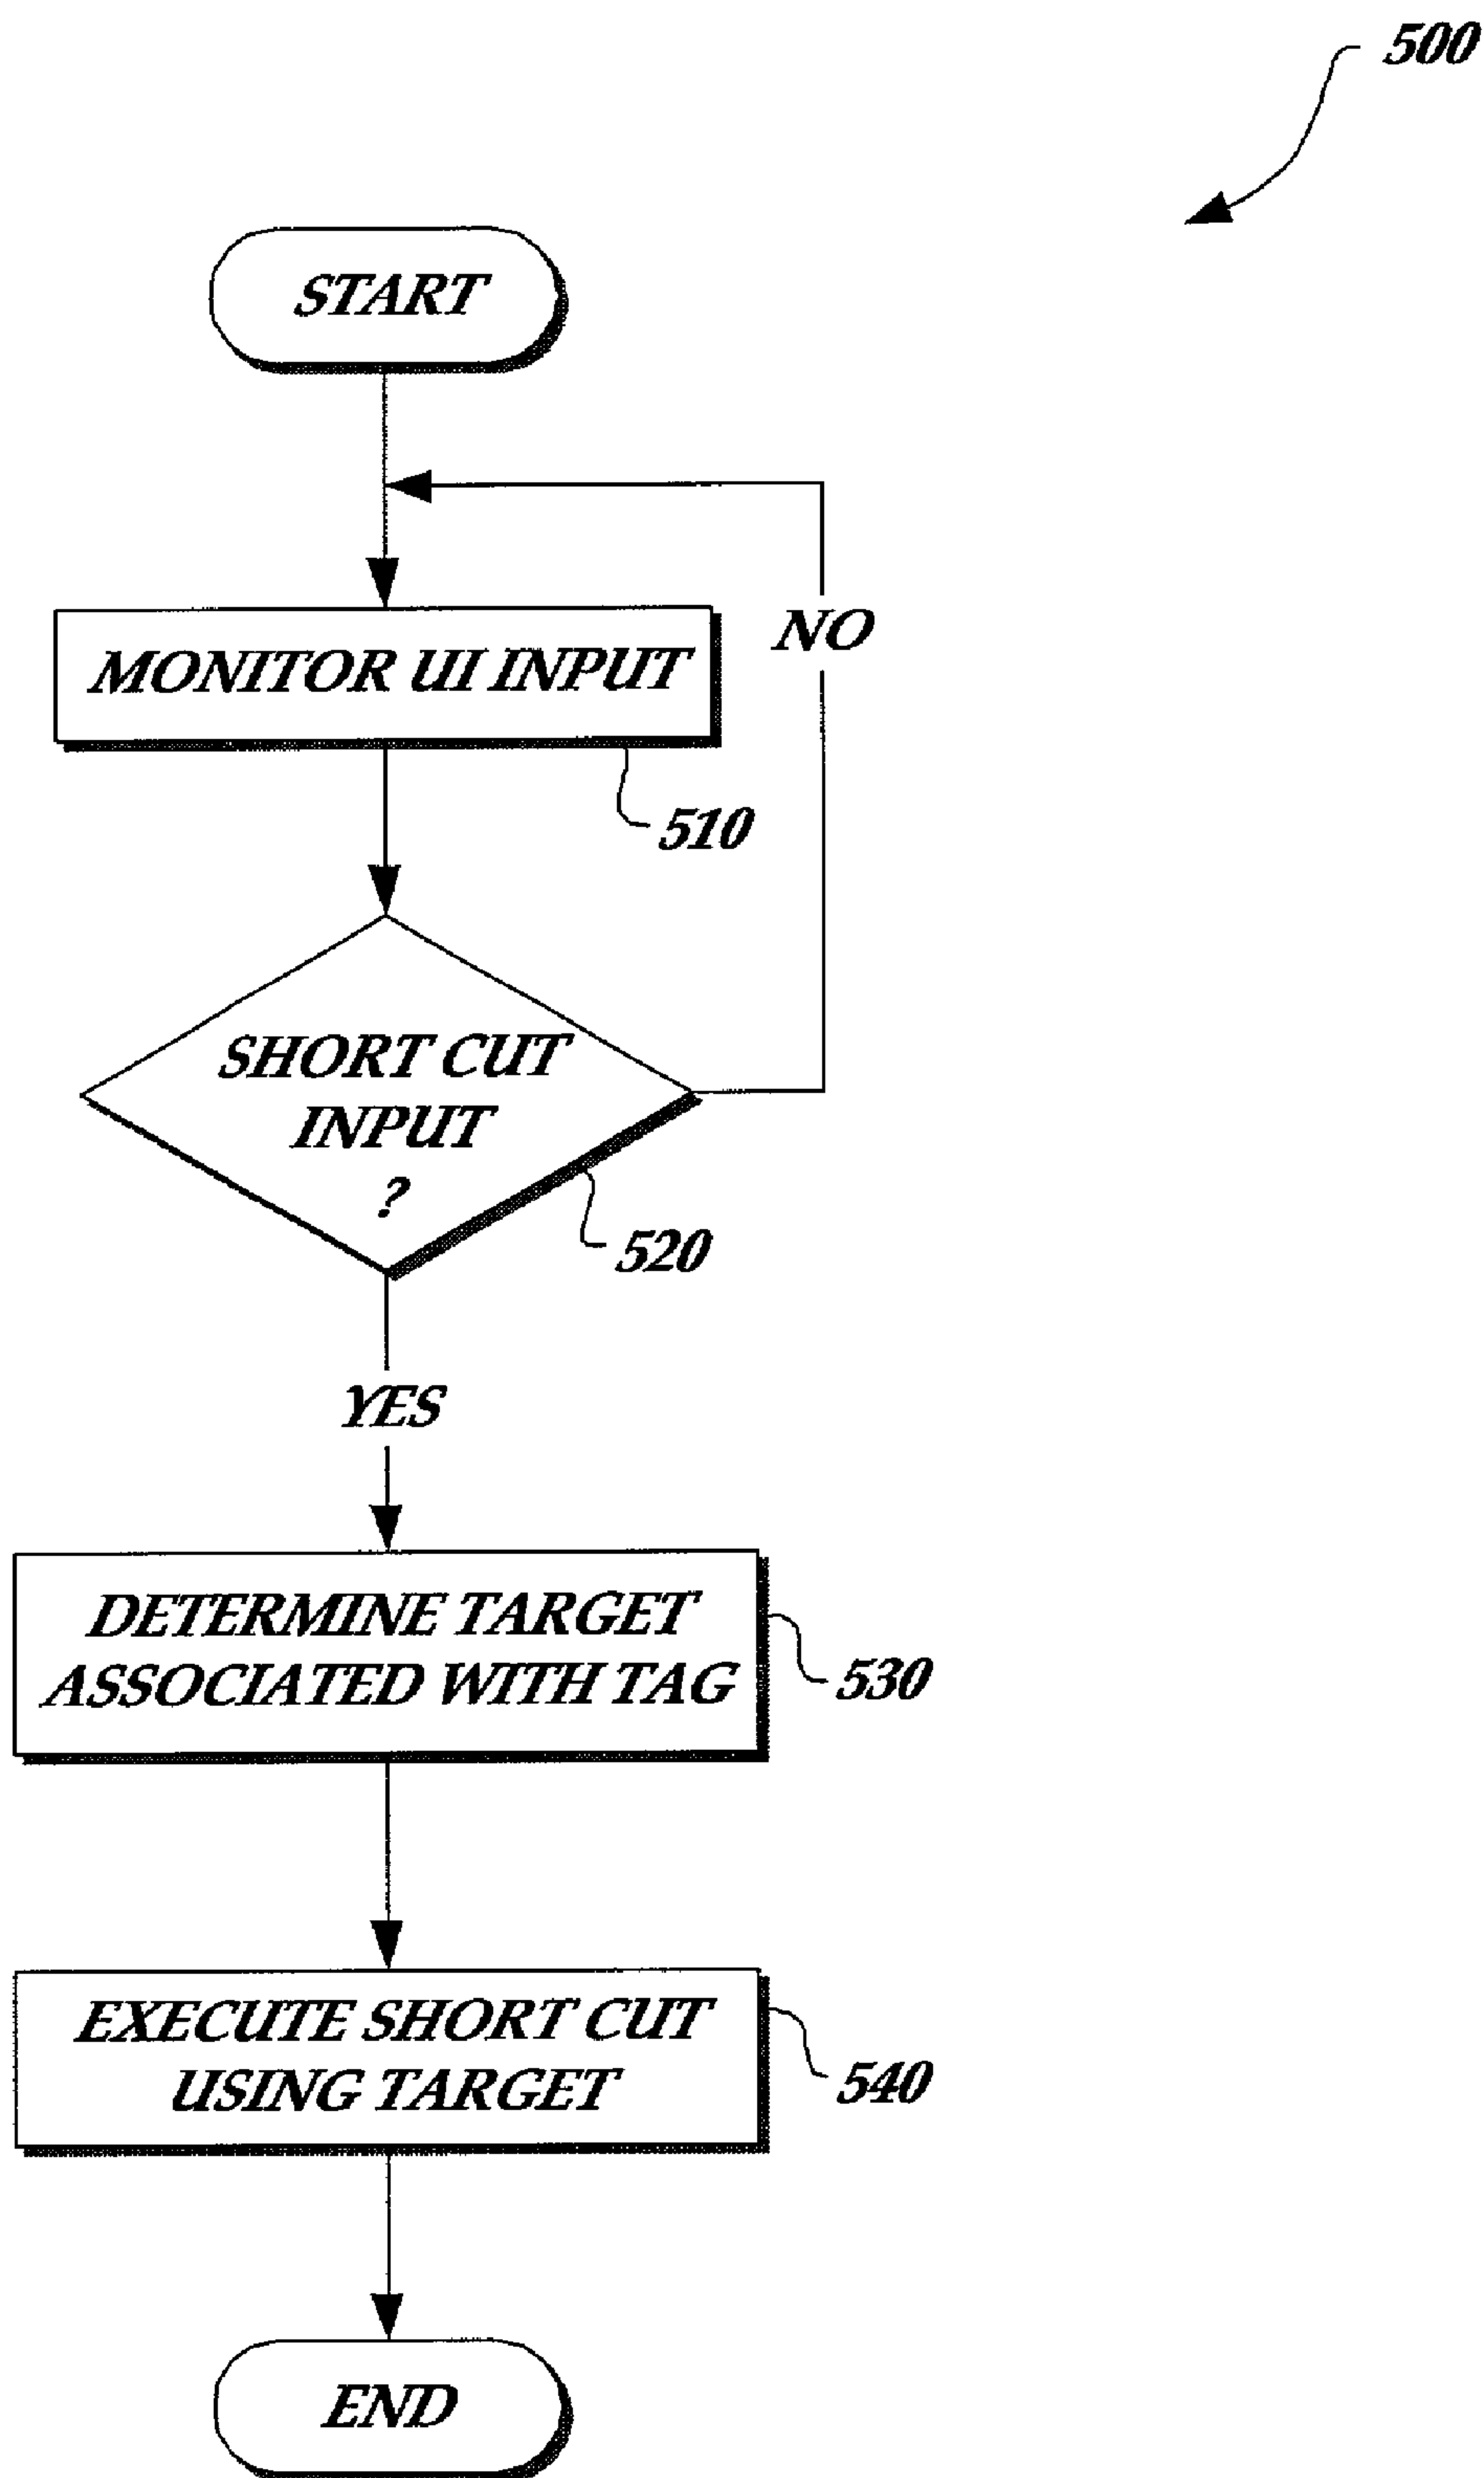 500
START
MONITOR UI INPUT
NO
510
SHORT CUT
INPUT
?
520
YES
DETERMINE TARGET
ASSOCIATED WITH TAG
530
EXECUTE SHORT CUT
USING TARGET
540
END